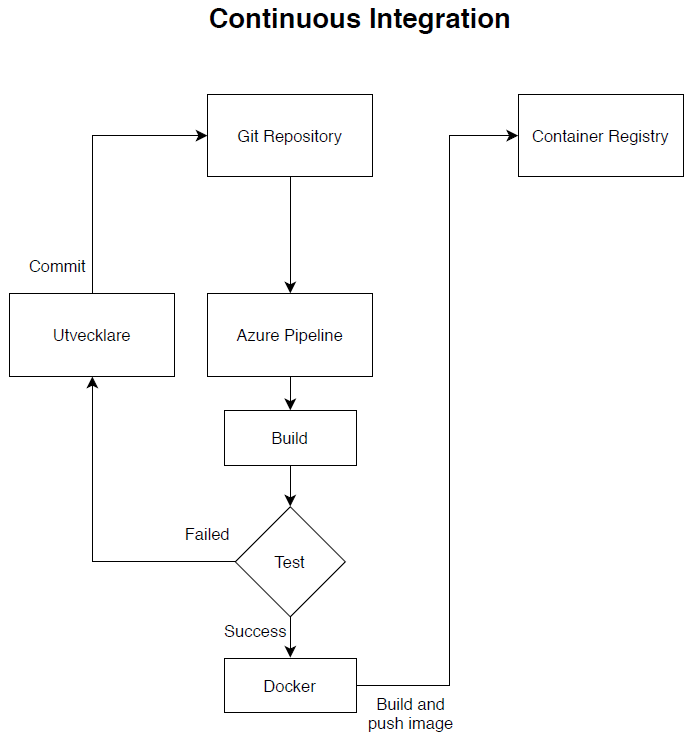 Continuous Integration
Git Repository
Container Registry
Commit
Utvecklare
Azure Pipeline
Build
Failed
Test
Success
Docker
Build and
push image